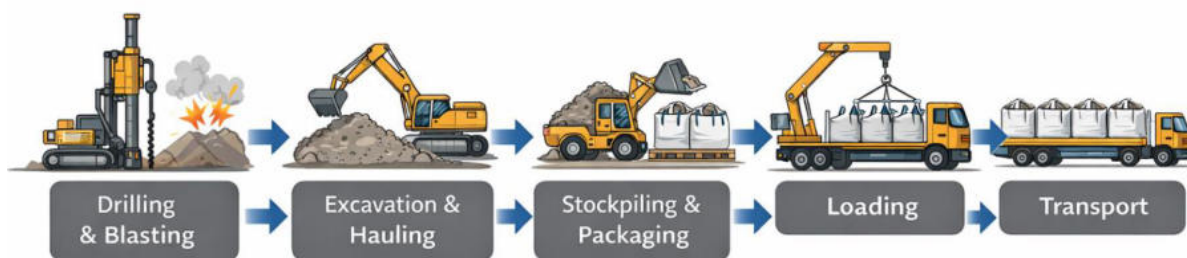 Drilling
& Blasting
Excavation &
Hauling
Stockpiling &
Packaging
Loading
Transport